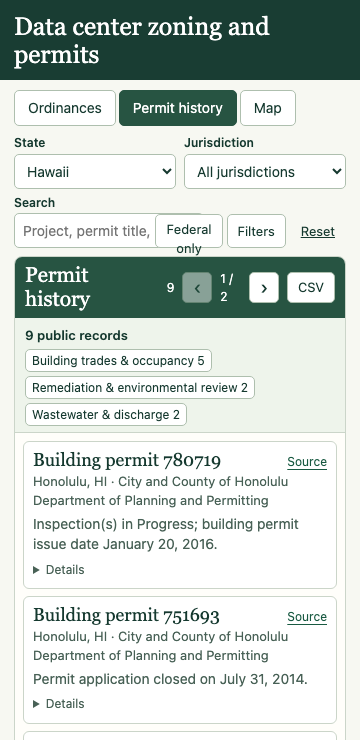 Data center zoning and
permits
Ordinances
Permit history
Map
State
Jurisdiction
Hawaii
All jurisdictions
Search
Project, permit title,
Federal
only
Filters
Reset
Permit
history
9
‹
1 /
2
›
CSV
9 public records
Building trades & occupancy 5
Remediation & environmental review 2
Wastewater & discharge 2
Building permit 780719
Source
Honolulu, HI · City and County of Honolulu
Department of Planning and Permitting
Inspection(s) in Progress; building permit
issue date January 20, 2016.
▶ Details
Building permit 751693
Source
Honolulu, HI · City and County of Honolulu
Department of Planning and Permitting
Permit application closed on July 31, 2014.
▶ Details